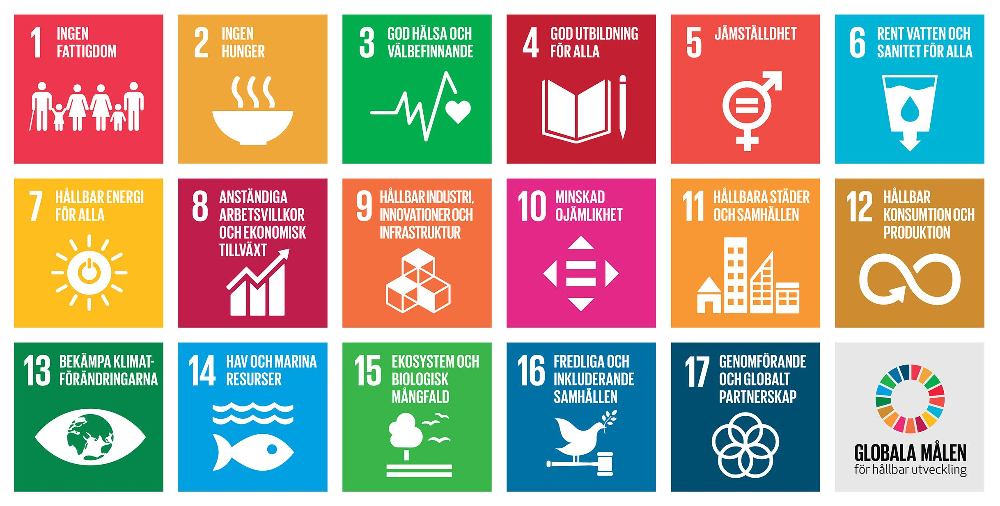 1 INGEN
FATTIGDOM
2 INGEN
HUNGER
3 GOD HÄLSA OCH
VÄLBEFINNANDE
4 GOD UTBILDNING
FÖR ALLA
5 JÄMSTÄLLDHET
6 RENT VATTEN OCH
SANITET FÖR ALLA
7 HÅLLBAR ENERGI
FÖR ALLA
8 ANSTÄNDIGA
ARBETSVILLKOR
OCH EKONOMISK
TILLVÄXT
9 HÅLLBAR INDUSTRI,
INNOVATIONER OCH
INFRASTRUKTUR
10 MINSKAD
OJÄMLIKHET
11 HÅLLBARA STÄDER
OCH SAMHÄLLEN
12 HÅLLBAR
KONSUMTION OCH
PRODUKTION
13 BEKÄMPA KLIMAT-
FÖRÄNDRINGARNA
14 HAV OCH MARINA
RESURSER
15 EKOSYSTEM OCH
BIOLOGISK
MÅNGFALD
16 FREDLIGA OCH
INKLUDERANDE
SAMHÄLLEN
17 GENOMFÖRANDE
OCH GLOBALT
PARTNERSKAP
GLOBALA MÅLEN
för hållbar utveckling